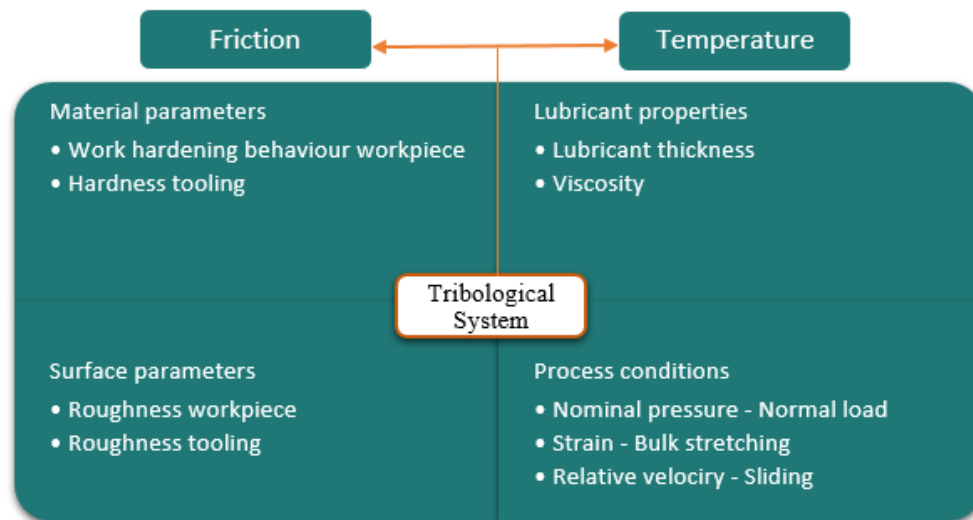 Friction
Temperature
Material parameters
• Work hardening behaviour workpiece
• Hardness tooling
Lubricant properties
• Lubricant thickness
• Viscosity
Tribological
System
Surface parameters
• Roughness workpiece
• Roughness tooling
Process conditions
• Nominal pressure - Normal load
• Strain - Bulk stretching
• Relative velociry - Sliding